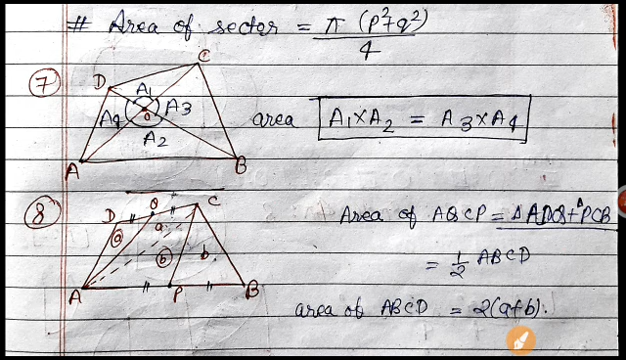 # Area of sector = π (p²+q²) / 4
7
C
D
A1
A4 O A3
A2
A B
area A1×A2 = A3×A4
8
D Q C
a a
b b
A P B
Area of AQCP = ΔADQ+ΔPCB
= 1/2 ABCD
area of ABCD = 2(a+b).